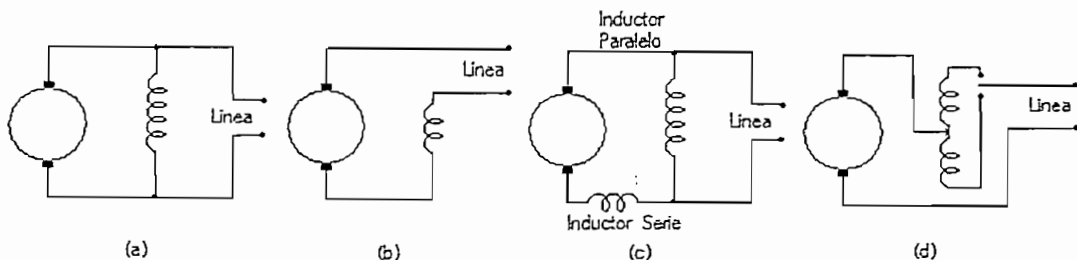 Linea
(a)
Linea
(b)
Inductor
Paralelo
Linea
Inductor Serie
(c)
Linea
(d)